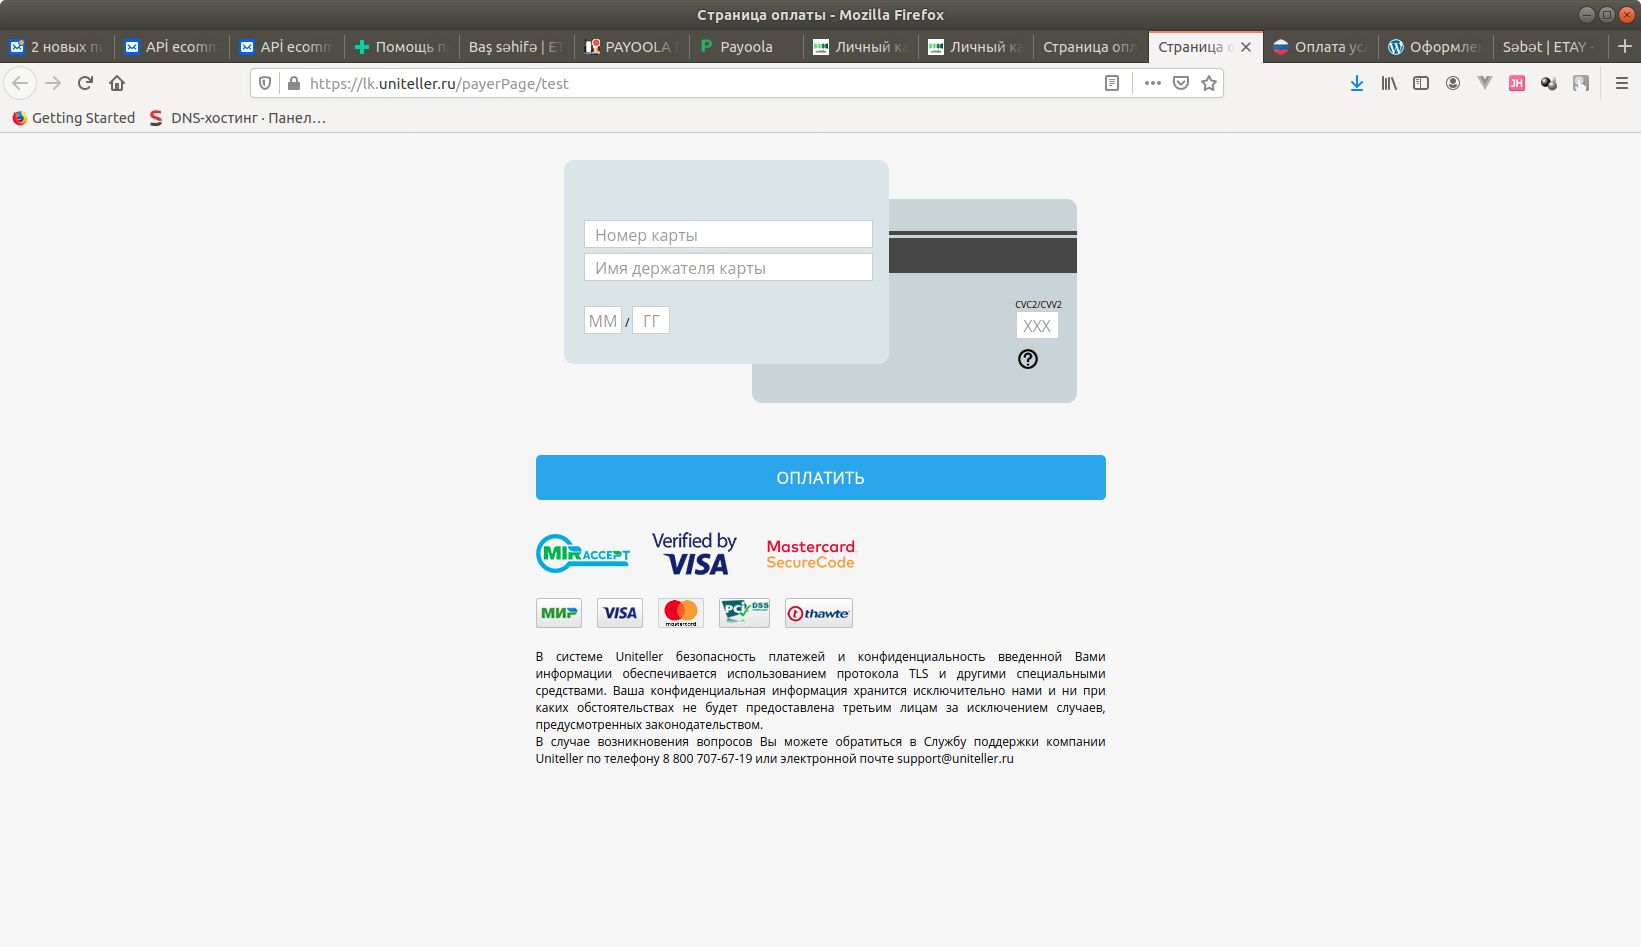 Страница оплаты - Mozilla Firefox
2 новых п
APİ ecomm
APİ ecomm
Помощь п
Baş səhifə | ET
PAYOOLA
Payoola
Личный ка
Личный ка
Страница опл
Страница о
Оплата ус
Оформле
Səbət | ETAY -
https://lk.uniteller.ru/payerPage/test
JH
Getting Started
DNS-хостинг · Панел...
Номер карты
Имя держателя карты
MM / ГГ
CVC2/CVV2
XXX
ОПЛАТИТЬ
MIR ACCEPT
Verified by
VISA
Mastercard
SecureCode
МИР
VISA
mastercard
PCI DSS
thawte
В системе Uniteller безопасность платежей и конфиденциальность введенной Вами
информации обеспечивается использованием протокола TLS и другими специальными
средствами. Ваша конфиденциальная информация хранится исключительно нами и ни при
каких обстоятельствах не будет предоставлена третьим лицам за исключением случаев,
предусмотренных законодательством.
В случае возникновения вопросов Вы можете обратиться в Службу поддержки компании
Uniteller по телефону 8 800 707-67-19 или электронной почте support@uniteller.ru